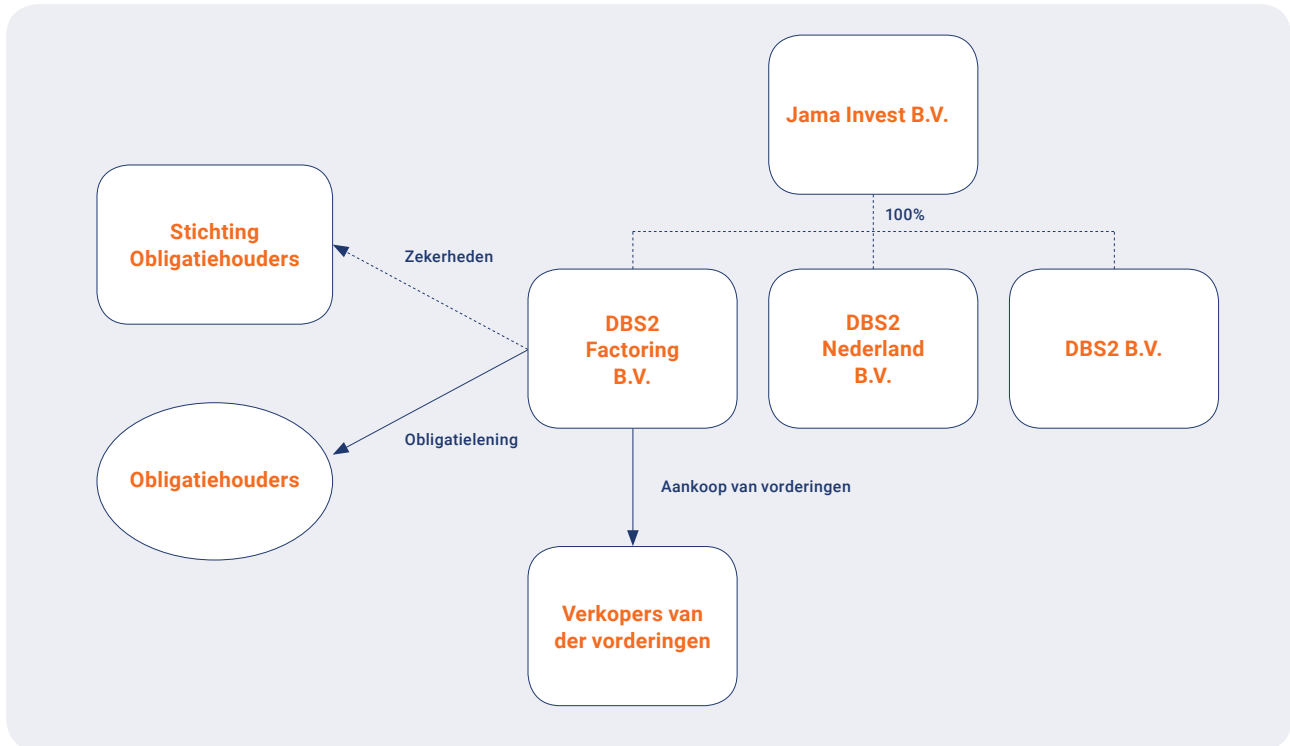 Jama Invest B.V.
100%
Stichting
Obligatiehouders
Zekerheden
DBS2
Factoring
B.V.
DBS2
Nederland
B.V.
DBS2 B.V.
Obligatielening
Obligatiehouders
Aankoop van vorderingen
Verkopers van
der vorderingen